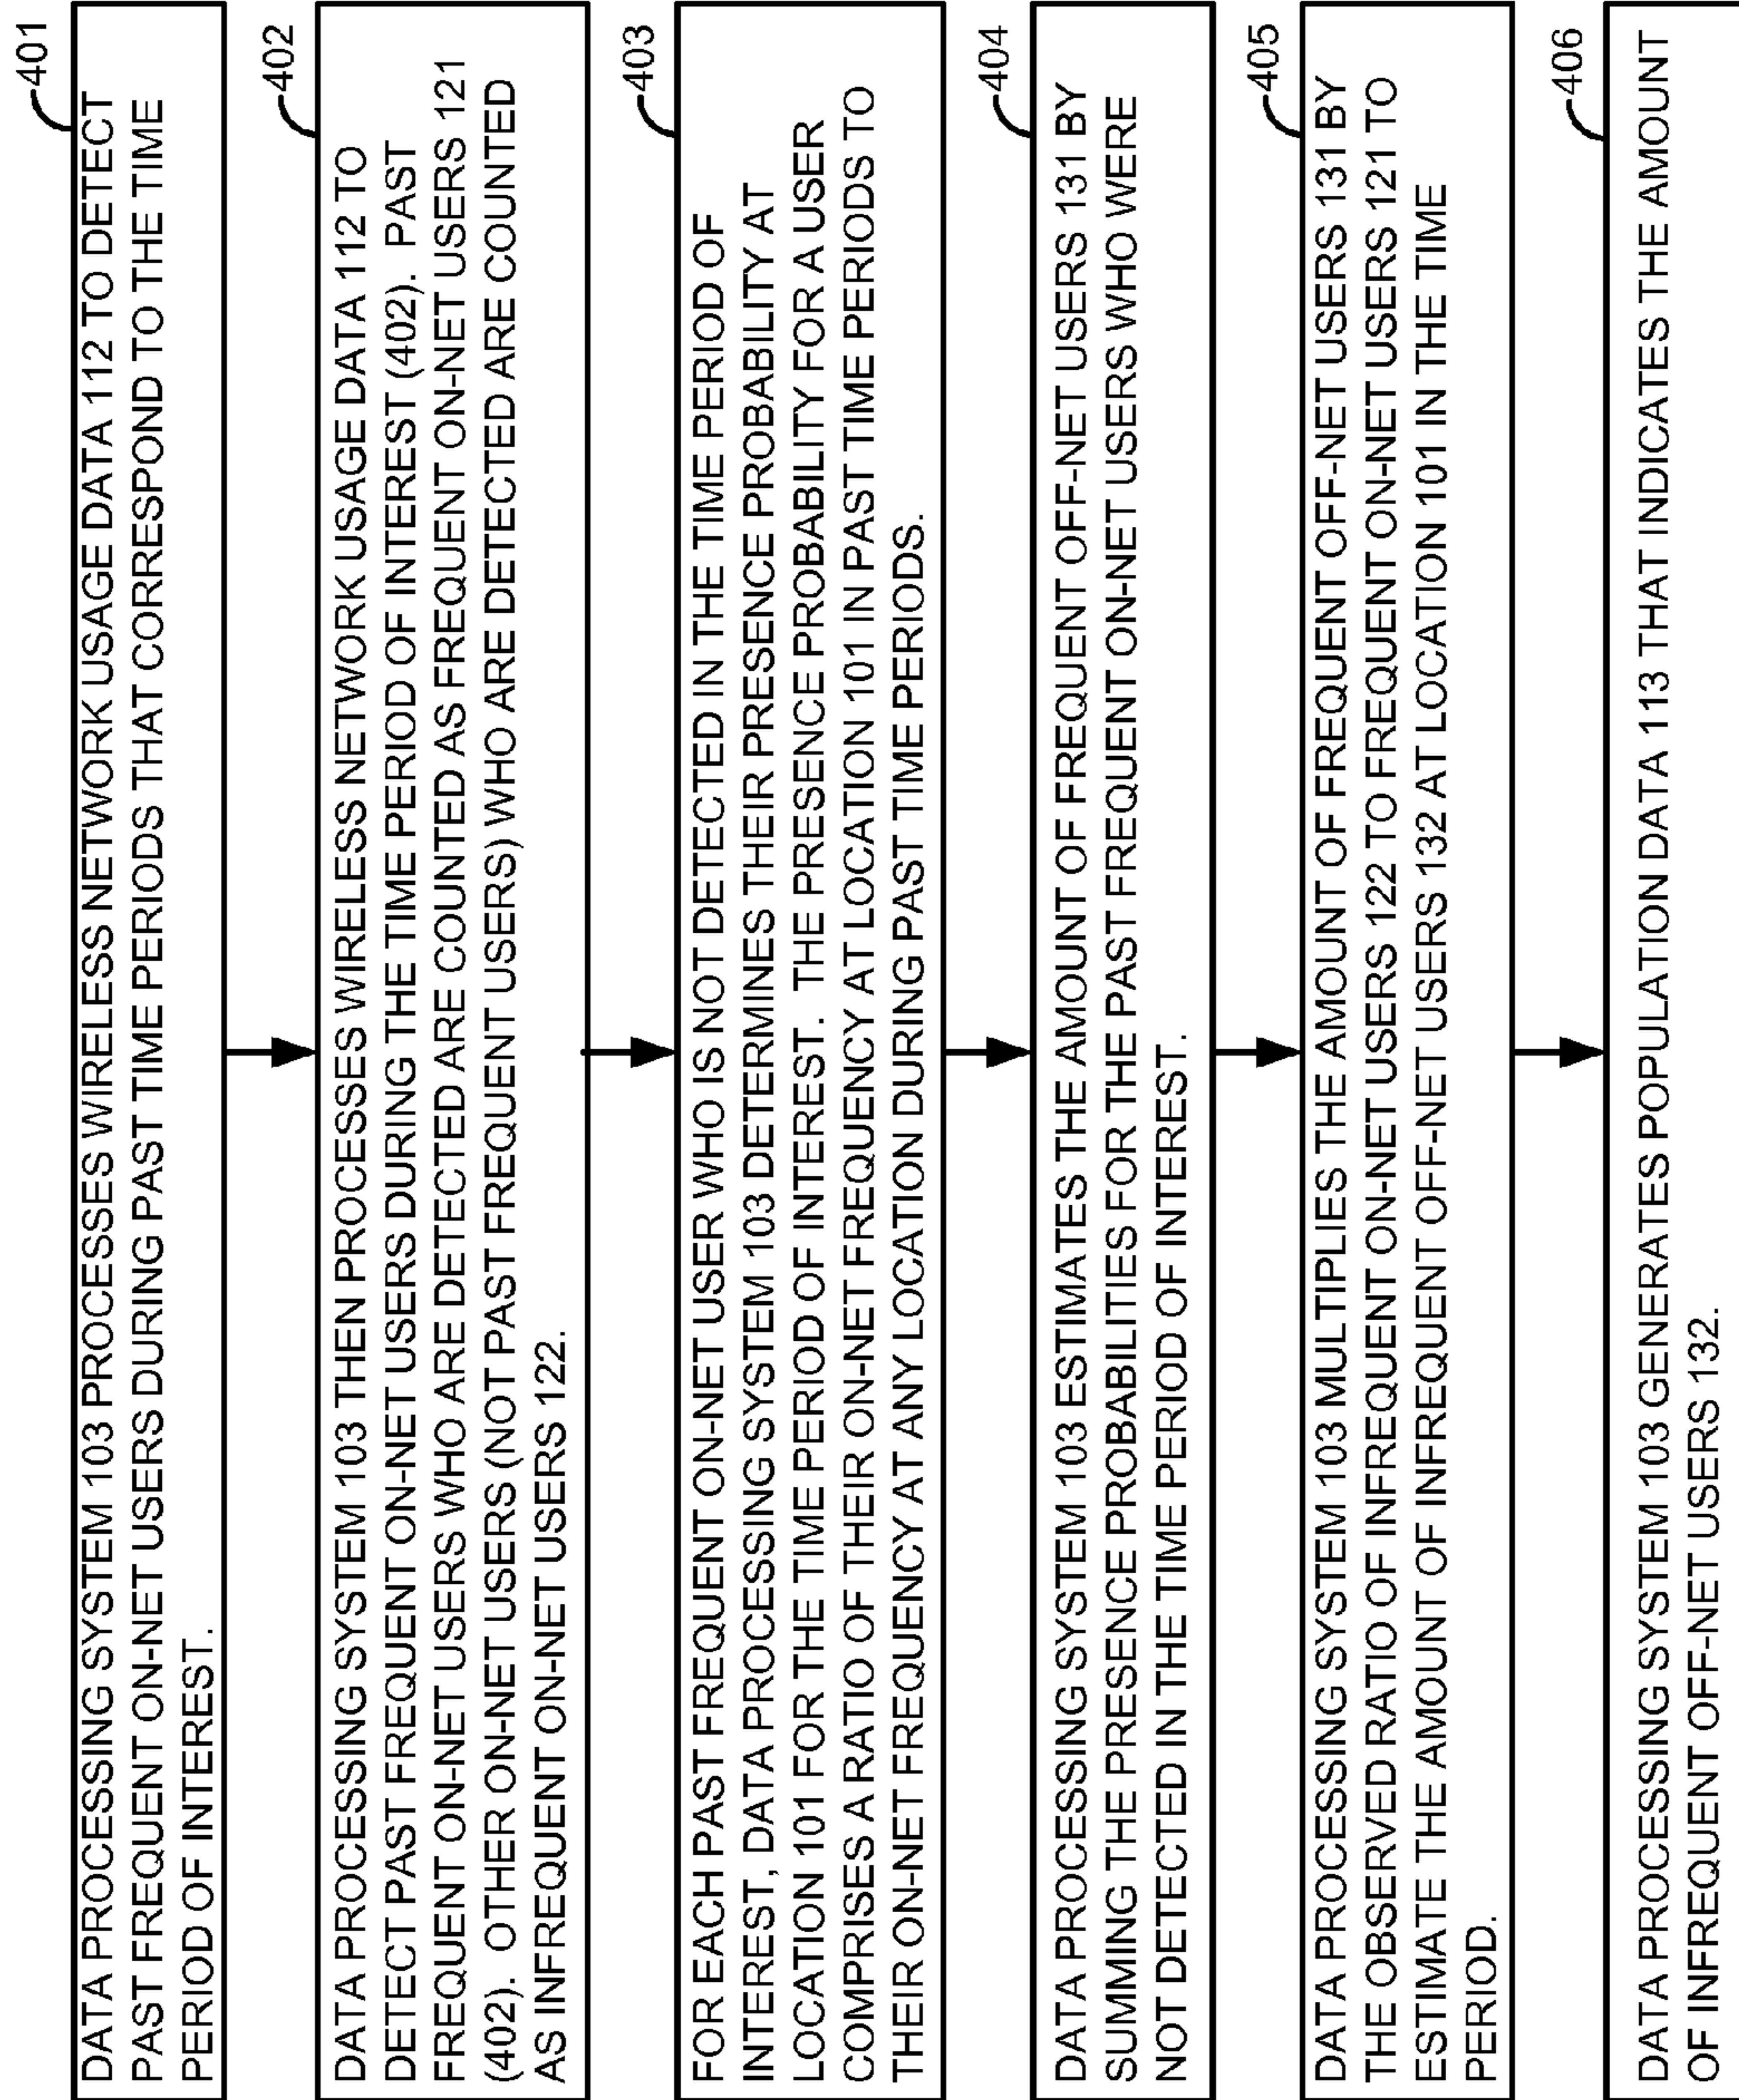 401
DATA PROCESSING SYSTEM 103 PROCESSES WIRELESS NETWORK USAGE DATA 112 TO DETECT
PAST FREQUENT ON-NET USERS DURING PAST TIME PERIODS THAT CORRESPOND TO THE TIME
PERIOD OF INTEREST.
402
DATA PROCESSING SYSTEM 103 THEN PROCESSES WIRELESS NETWORK USAGE DATA 112 TO
DETECT PAST FREQUENT ON-NET USERS DURING THE TIME PERIOD OF INTEREST (402). PAST
FREQUENT ON-NET USERS WHO ARE DETECTED ARE COUNTED AS FREQUENT ON-NET USERS 121
(402). OTHER ON-NET USERS (NOT PAST FREQUENT USERS) WHO ARE DETECTED ARE COUNTED
AS INFREQUENT ON-NET USERS 122.
403
FOR EACH PAST FREQUENT ON-NET USER WHO IS NOT DETECTED IN THE TIME PERIOD OF
INTEREST, DATA PROCESSING SYSTEM 103 DETERMINES THEIR PRESENCE PROBABILITY AT
LOCATION 101 FOR THE TIME PERIOD OF INTEREST. THE PRESENCE PROBABILITY FOR A USER
COMPRISES A RATIO OF THEIR ON-NET FREQUENCY AT LOCATION 101 IN PAST TIME PERIODS TO
THEIR ON-NET FREQUENCY AT ANY LOCATION DURING PAST TIME PERIODS.
404
DATA PROCESSING SYSTEM 103 ESTIMATES THE AMOUNT OF FREQUENT OFF-NET USERS 131 BY
SUMMING THE PRESENCE PROBABILITIES FOR THE PAST FREQUENT ON-NET USERS WHO WERE
NOT DETECTED IN THE TIME PERIOD OF INTEREST.
405
DATA PROCESSING SYSTEM 103 MULTIPLIES THE AMOUNT OF FREQUENT OFF-NET USERS 131 BY
THE OBSERVED RATIO OF INFREQUENT ON-NET USERS 122 TO FREQUENT ON-NET USERS 121 TO
ESTIMATE THE AMOUNT OF INFREQUENT OFF-NET USERS 132 AT LOCATION 101 IN THE TIME
PERIOD.
406
DATA PROCESSING SYSTEM 103 GENERATES POPULATION DATA 113 THAT INDICATES THE AMOUNT
OF INFREQUENT OFF-NET USERS 132.